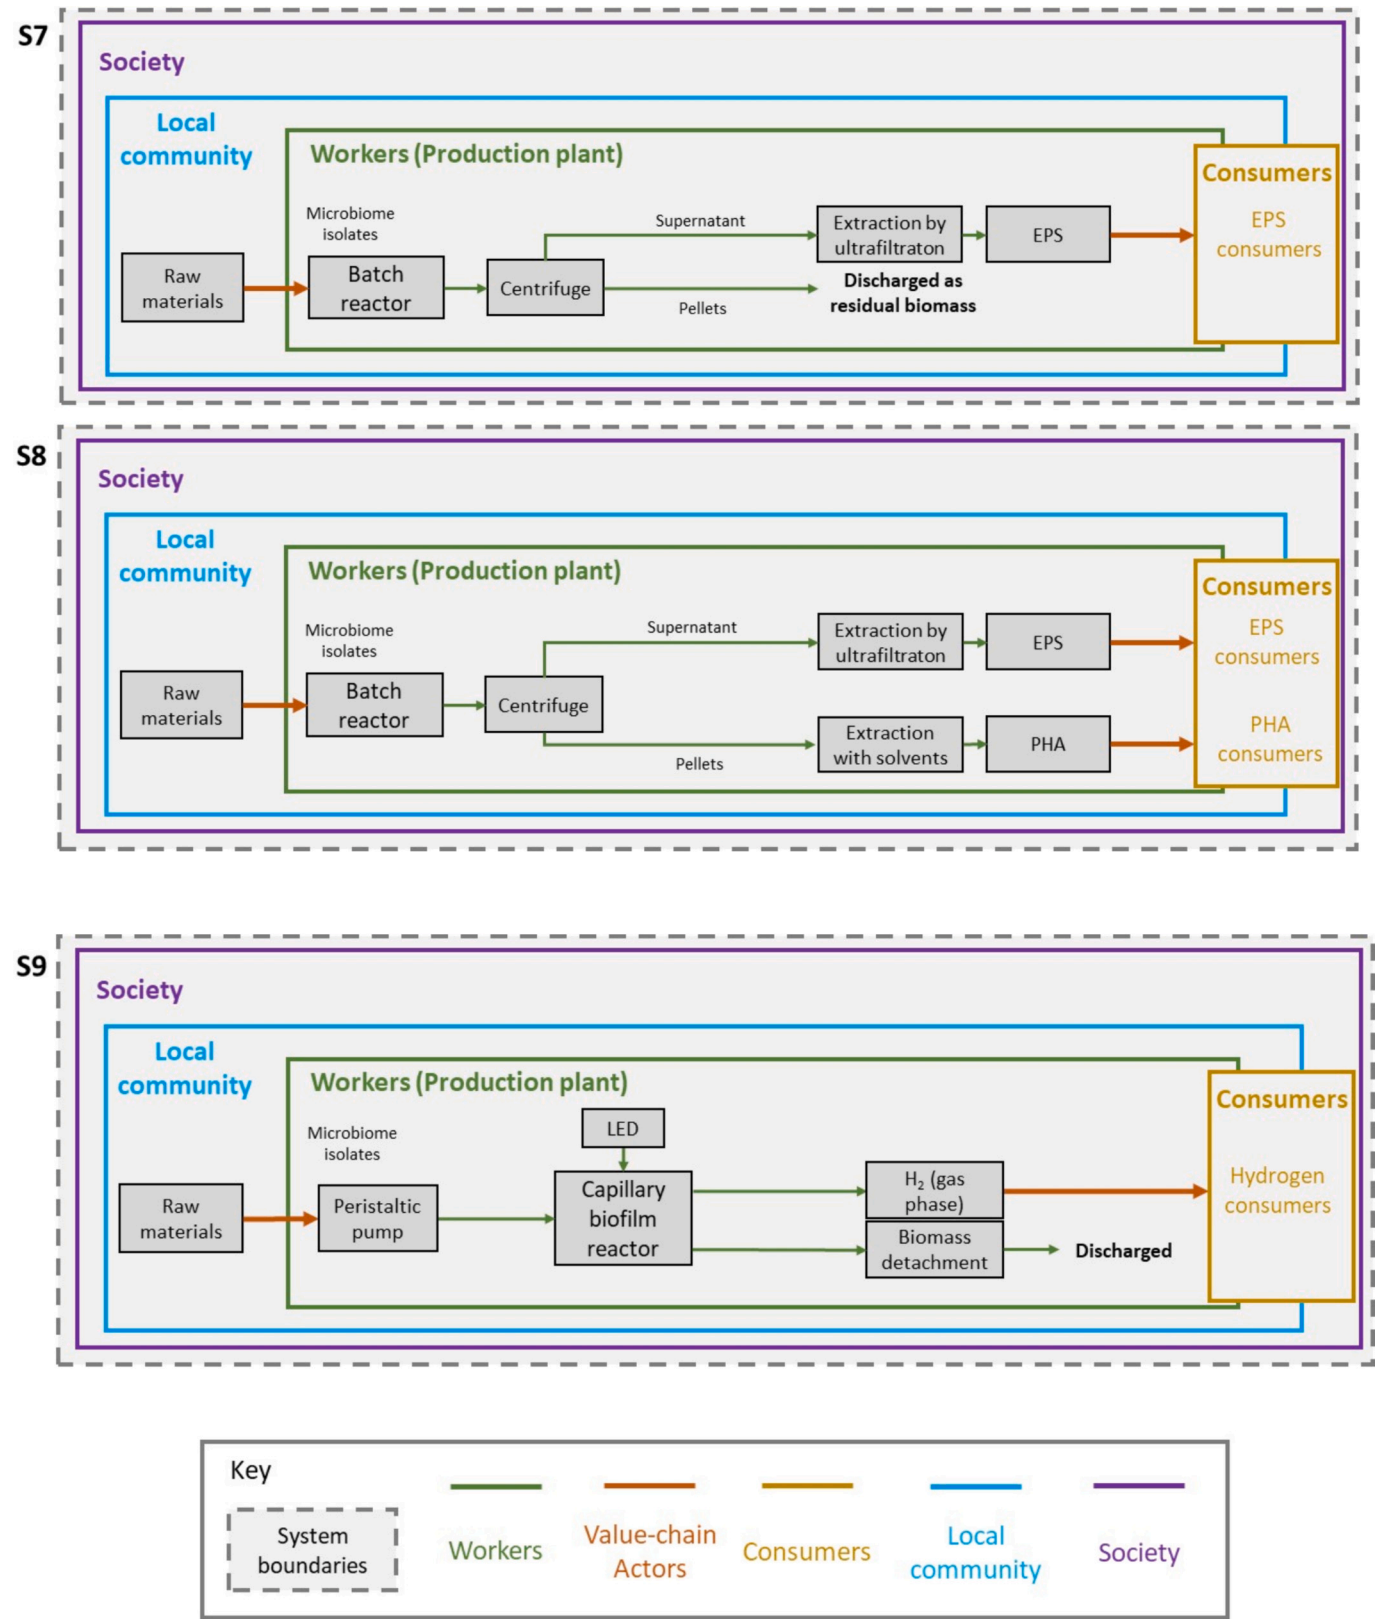 S7
Society
Local
community
Workers (Production plant)
Consumers
EPS
consumers
Microbiome
isolates
Raw
materials
Batch
reactor
Centrifuge
Supernatant
Extraction by
ultrafiltraton
EPS
Pellets
Discharged as
residual biomass
S8
Society
Local
community
Workers (Production plant)
Consumers
EPS
consumers
PHA
consumers
Microbiome
isolates
Raw
materials
Batch
reactor
Centrifuge
Supernatant
Extraction by
ultrafiltraton
EPS
Pellets
Extraction
with solvents
PHA
S9
Society
Local
community
Workers (Production plant)
Consumers
Hydrogen
consumers
Microbiome
isolates
Raw
materials
Peristaltic
pump
LED
Capillary
biofilm
reactor
H₂ (gas
phase)
Biomass
detachment
Discharged
Key
System
boundaries
Workers
Value-chain
Actors
Consumers
Local
community
Society